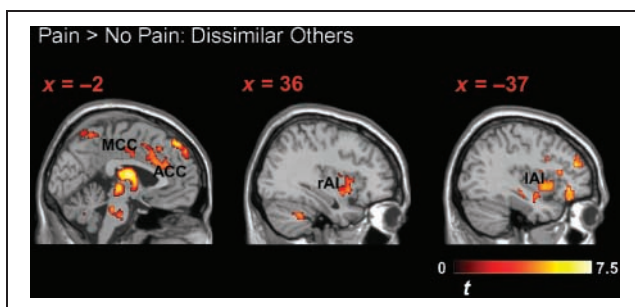 Pain > No Pain: Dissimilar Others
x = –2
x = 36
x = –37
MCC
ACC
rAI
lAI
0
7.5
t